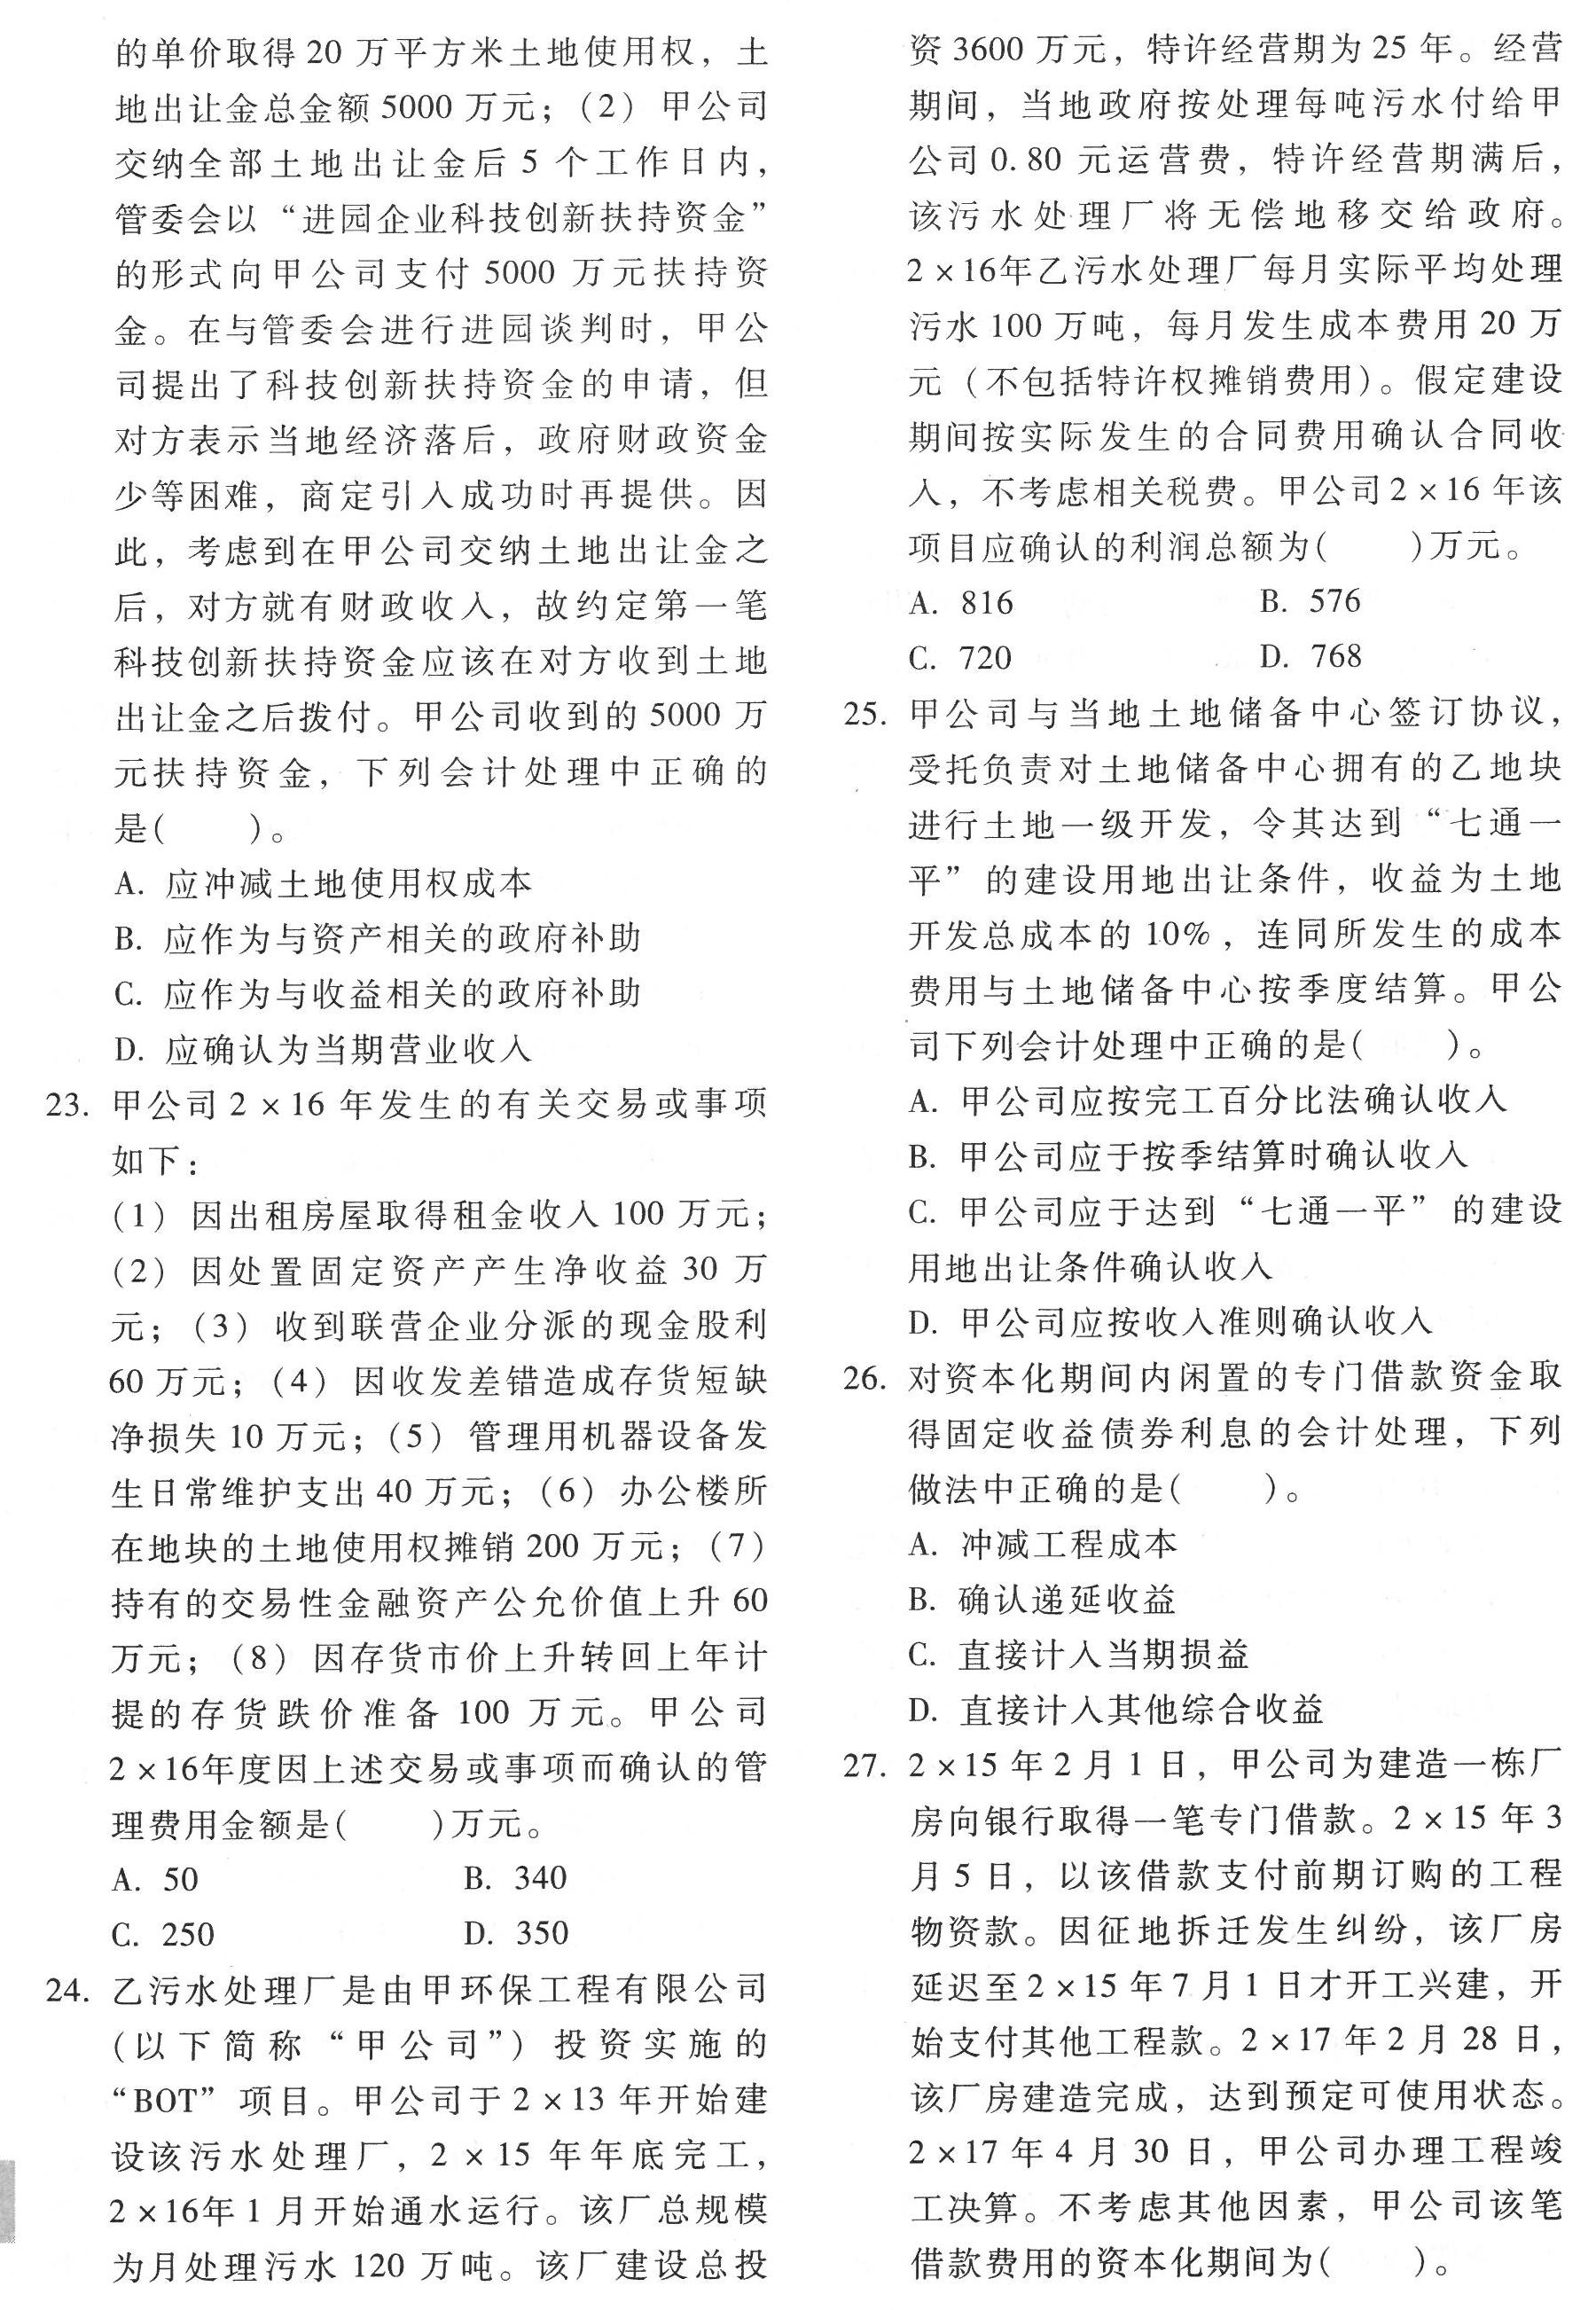 的单价取得 20 万平方米土地使用权，土
地出让金总金额 5000 万元；（2） 甲公司
交纳全部土地出让金后 5 个工作日内，
管委会以 “进园企业科技创新扶持资金”
的形式向甲公司支付 5000 万元扶持资
金。在与管委会进行进园谈判时，甲公
司提出了科技创新扶持资金的申请，但
对方表示当地经济落后，政府财政资金
少等困难，商定引入成功时再提供。因
此，考虑到在甲公司交纳土地出让金之
后，对方就有财政收入，故约定第一笔
科技创新扶持资金应该在对方收到土地
出让金之后拨付。甲公司收到的 5000 万
元扶持资金，下列会计处理中正确的
是(　　)。
A. 应冲减土地使用权成本
B. 应作为与资产相关的政府补助
C. 应作为与收益相关的政府补助
D. 应确认为当期营业收入
23. 甲公司 2 × 16 年发生的有关交易或事项
如下：
（1） 因出租房屋取得租金收入 100 万元；
（2） 因处置固定资产产生净收益 30 万
元；（3） 收到联营企业分派的现金股利
60 万元；（4） 因收发差错造成存货短缺
净损失 10 万元；（5） 管理用机器设备发
生日常维护支出 40 万元；（6） 办公楼所
在地块的土地使用权摊销 200 万元；（7）
持有的交易性金融资产公允价值上升 60
万元；（8） 因存货市价上升转回上年计
提的存货跌价准备 100 万元。甲公司
2 × 16年度因上述交易或事项而确认的管
理费用金额是(　　)万元。
A. 50　　B. 340
C. 250　　D. 350
24. 乙污水处理厂是由甲环保工程有限公司
（以下简称 “甲公司”） 投资实施的
“BOT” 项目。甲公司于 2 × 13 年开始建
设该污水处理厂，2 × 15 年年底完工，
2 × 16年 1 月开始通水运行。该厂总规模
为月处理污水 120 万吨。该厂建设总投
资 3600 万元，特许经营期为 25 年。经营
期间，当地政府按处理每吨污水付给甲
公司 0.80 元运营费，特许经营期满后，
该污水处理厂将无偿地移交给政府。
2 × 16年乙污水处理厂每月实际平均处理
污水 100 万吨，每月发生成本费用 20 万
元（不包括特许权摊销费用）。假定建设
期间按实际发生的合同费用确认合同收
入，不考虑相关税费。甲公司 2 × 16 年该
项目应确认的利润总额为(　　)万元。
A. 816　　B. 576
C. 720　　D. 768
25. 甲公司与当地土地储备中心签订协议，
受托负责对土地储备中心拥有的乙地块
进行土地一级开发，令其达到 “七通一
平” 的建设用地出让条件，收益为土地
开发总成本的 10%，连同所发生的成本
费用与土地储备中心按季度结算。甲公
司下列会计处理中正确的是(　　)。
A. 甲公司应按完工百分比法确认收入
B. 甲公司应于按季结算时确认收入
C. 甲公司应于达到 “七通一平” 的建设
用地出让条件确认收入
D. 甲公司应按收入准则确认收入
26. 对资本化期间内闲置的专门借款资金取
得固定收益债券利息的会计处理，下列
做法中正确的是(　　)。
A. 冲减工程成本
B. 确认递延收益
C. 直接计入当期损益
D. 直接计入其他综合收益
27. 2 × 15 年 2 月 1 日，甲公司为建造一栋厂
房向银行取得一笔专门借款。2 × 15 年 3
月 5 日，以该借款支付前期订购的工程
物资款。因征地拆迁发生纠纷，该厂房
延迟至 2 × 15 年 7 月 1 日才开工兴建，开
始支付其他工程款。2 × 17 年 2 月 28 日，
该厂房建造完成，达到预定可使用状态。
2 × 17 年 4 月 30 日，甲公司办理工程竣
工决算。不考虑其他因素，甲公司该笔
借款费用的资本化期间为(　　)。